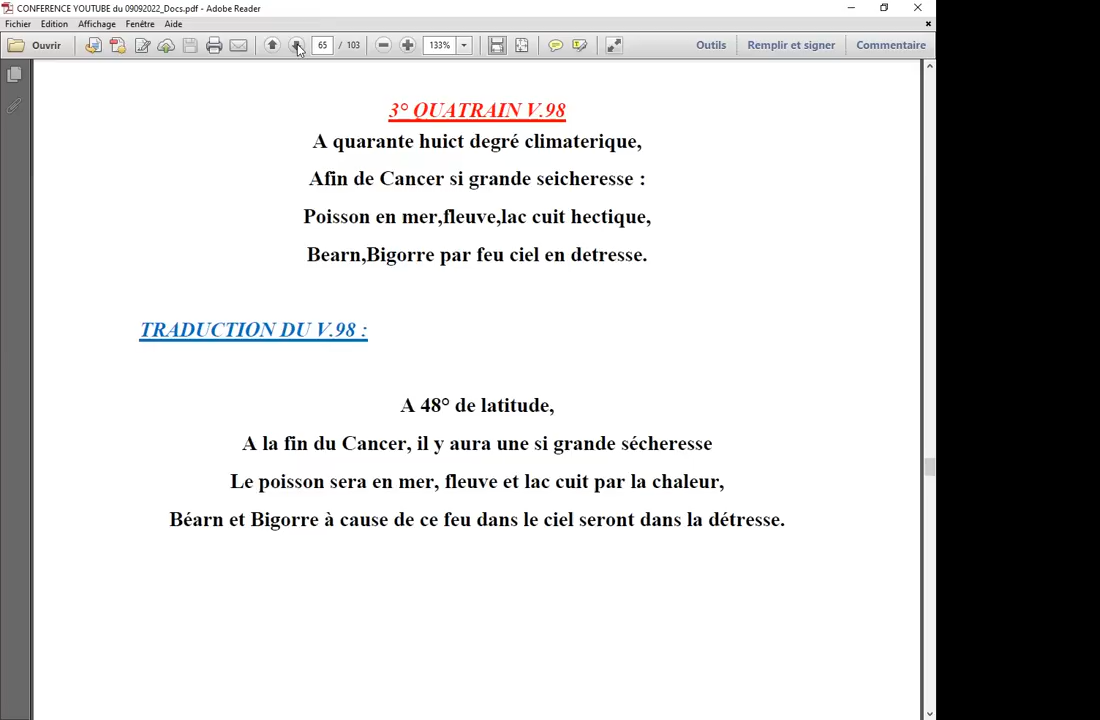 CONFERENCE YOUTUBE du 09092022_Docs.pdf - Adobe Reader
Fichier Edition Affichage Fenêtre Aide
Ouvrir 65 / 103 133% Outils Remplir et signer Commentaire
3° QUATRAIN V.98
A quarante huict degré climaterique,
Afin de Cancer si grande seicheresse :
Poisson en mer,fleuve,lac cuit hectique,
Bearn,Bigorre par feu ciel en detresse.
TRADUCTION DU V.98 :
A 48° de latitude,
A la fin du Cancer, il y aura une si grande sécheresse
Le poisson sera en mer, fleuve et lac cuit par la chaleur,
Béarn et Bigorre à cause de ce feu dans le ciel seront dans la détresse.